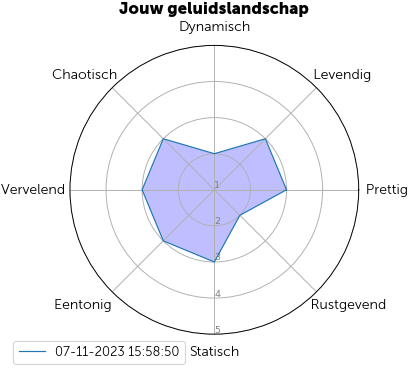 Jouw geluidslandschap
Dynamisch
Chaotisch
Levendig
Vervelend
1
Prettig
2
3
4
Eentonig
Rustgevend
5
07-11-2023 15:58:50
Statisch